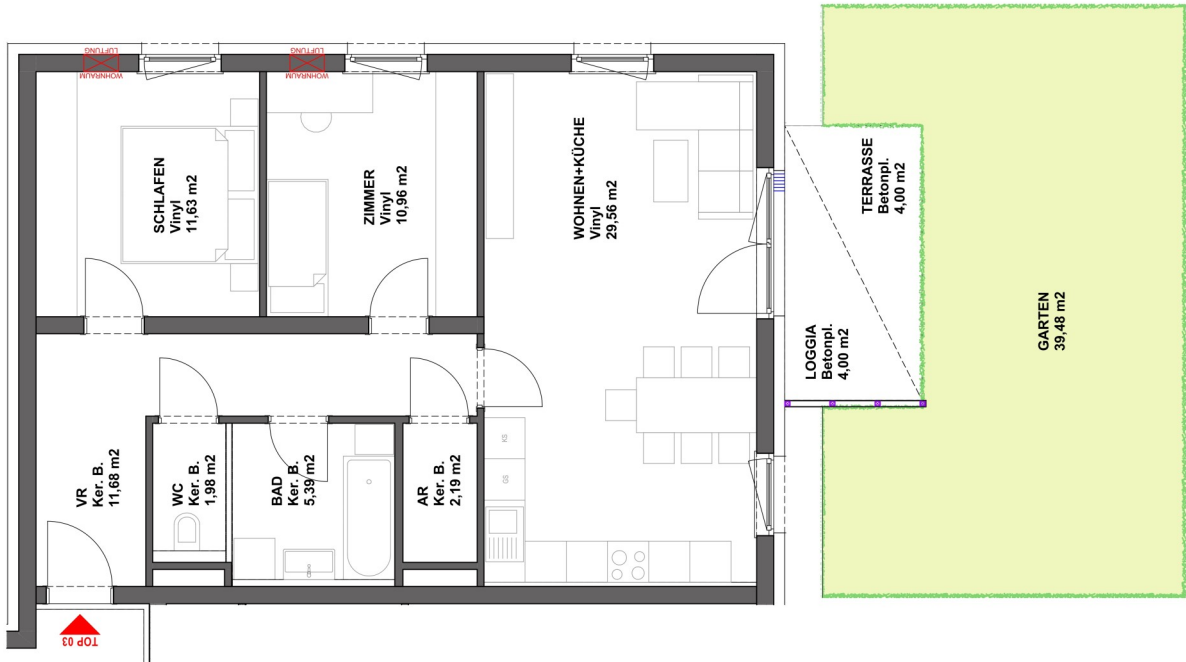 LÜFTUNG
WOHNRAUM
LÜFTUNG
WOHNRAUM
SCHLAFEN
Vinyl
11,63 m2
ZIMMER
Vinyl
10,96 m2
WOHNEN+KÜCHE
Vinyl
29,56 m2
TERRASSE
Betonpl.
4,00 m2
LOGGIA
Betonpl.
4,00 m2
GARTEN
39,48 m2
VR
Ker. B.
11,68 m2
WC
Ker. B.
1,98 m2
BAD
Ker. B.
5,39 m2
AR
Ker. B.
2,19 m2
KS
GS
TOP 03